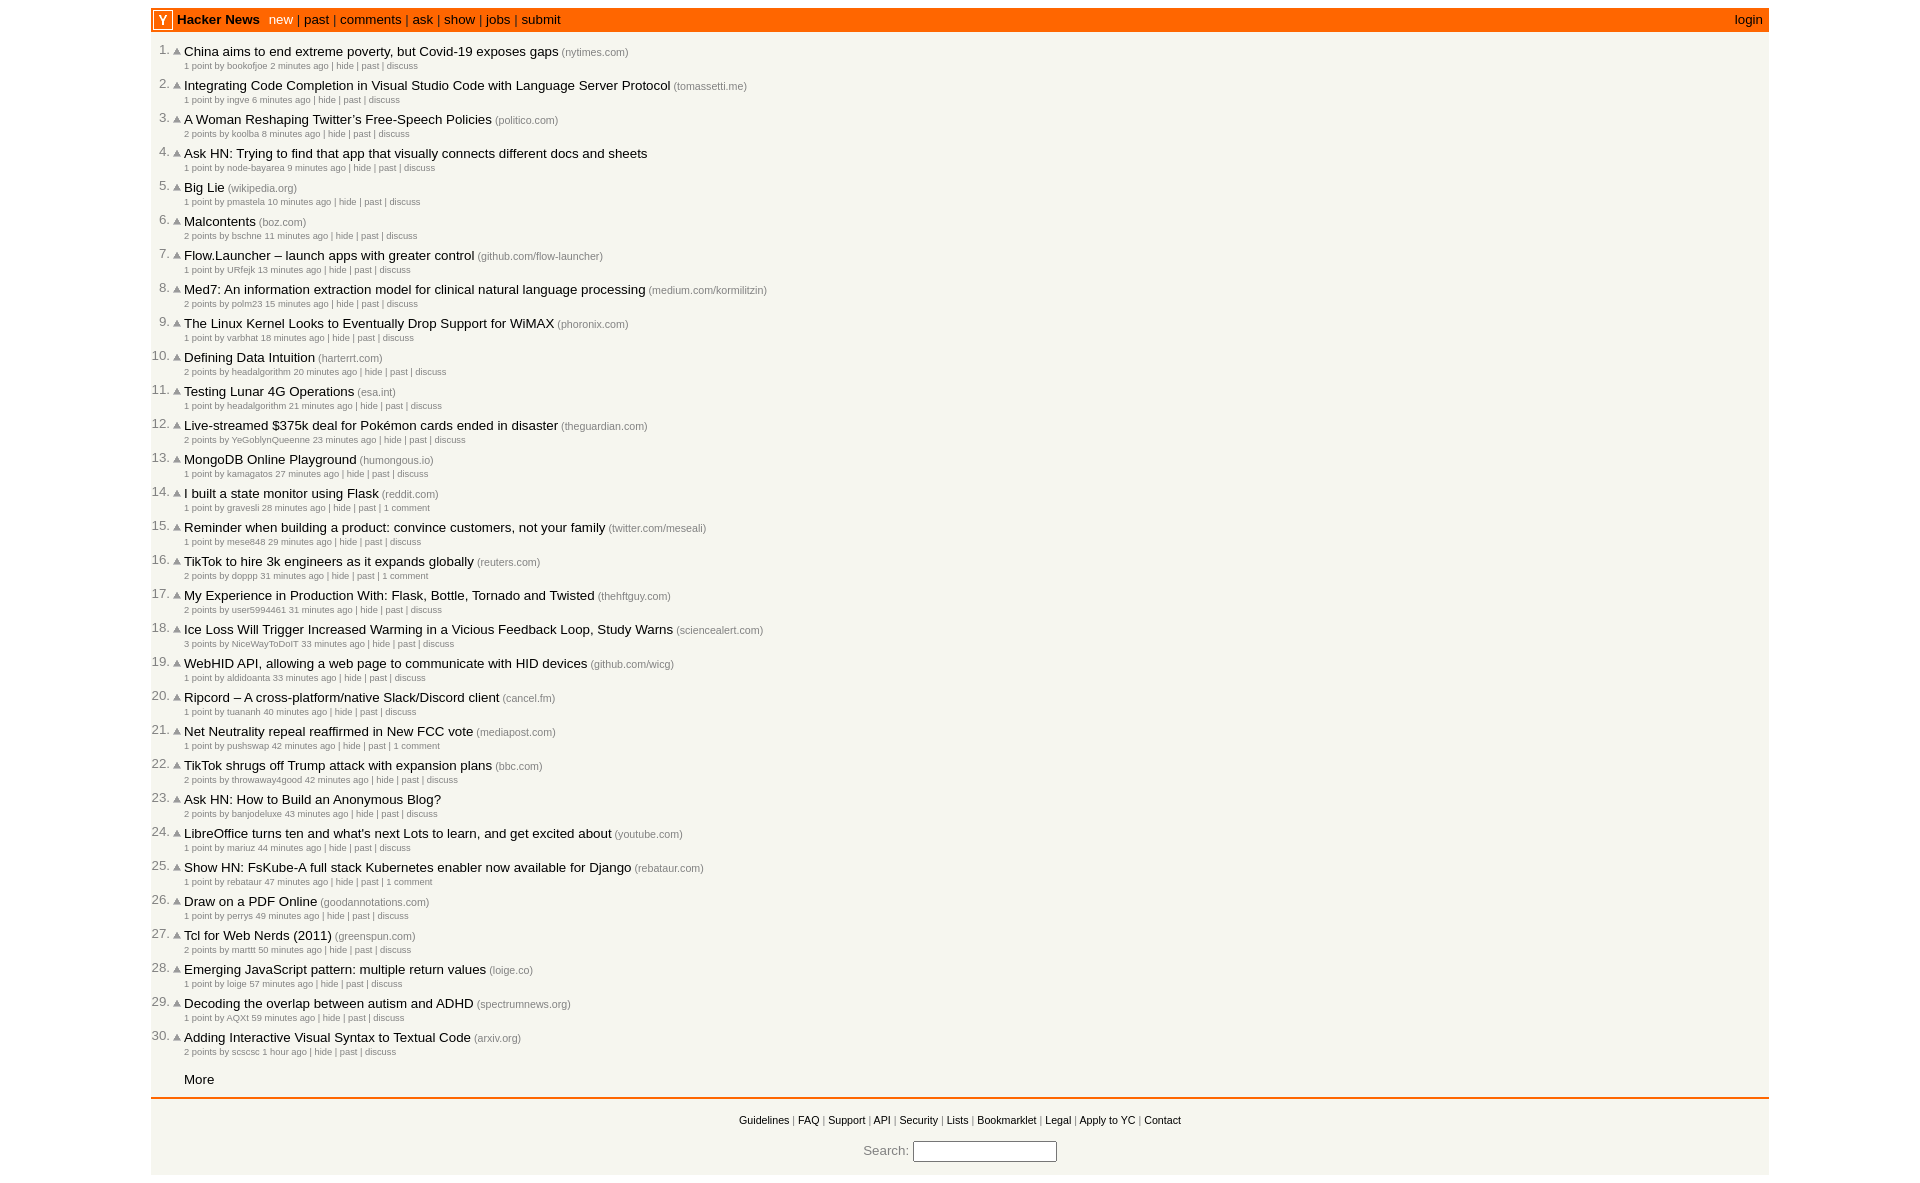 Y Hacker News new | past | comments | ask | show | jobs | submit login
1. China aims to end extreme poverty, but Covid-19 exposes gaps (nytimes.com)
1 point by bookofjoe 2 minutes ago | hide | past | discuss
2. Integrating Code Completion in Visual Studio Code with Language Server Protocol (tomassetti.me)
1 point by ingve 6 minutes ago | hide | past | discuss
3. A Woman Reshaping Twitter’s Free-Speech Policies (politico.com)
2 points by koolba 8 minutes ago | hide | past | discuss
4. Ask HN: Trying to find that app that visually connects different docs and sheets
1 point by node-bayarea 9 minutes ago | hide | past | discuss
5. Big Lie (wikipedia.org)
1 point by pmastela 10 minutes ago | hide | past | discuss
6. Malcontents (boz.com)
2 points by bschne 11 minutes ago | hide | past | discuss
7. Flow.Launcher – launch apps with greater control (github.com/flow-launcher)
1 point by URfejk 13 minutes ago | hide | past | discuss
8. Med7: An information extraction model for clinical natural language processing (medium.com/kormilitzin)
2 points by polm23 15 minutes ago | hide | past | discuss
9. The Linux Kernel Looks to Eventually Drop Support for WiMAX (phoronix.com)
1 point by varbhat 18 minutes ago | hide | past | discuss
10. Defining Data Intuition (harterrt.com)
2 points by headalgorithm 20 minutes ago | hide | past | discuss
11. Testing Lunar 4G Operations (esa.int)
1 point by headalgorithm 21 minutes ago | hide | past | discuss
12. Live-streamed $375k deal for Pokémon cards ended in disaster (theguardian.com)
2 points by YeGoblynQueenne 23 minutes ago | hide | past | discuss
13. MongoDB Online Playground (humongous.io)
1 point by kamagatos 27 minutes ago | hide | past | discuss
14. I built a state monitor using Flask (reddit.com)
1 point by gravesli 28 minutes ago | hide | past | 1 comment
15. Reminder when building a product: convince customers, not your family (twitter.com/meseali)
1 point by mese848 29 minutes ago | hide | past | discuss
16. TikTok to hire 3k engineers as it expands globally (reuters.com)
2 points by doppp 31 minutes ago | hide | past | 1 comment
17. My Experience in Production With: Flask, Bottle, Tornado and Twisted (thehftguy.com)
2 points by user5994461 31 minutes ago | hide | past | discuss
18. Ice Loss Will Trigger Increased Warming in a Vicious Feedback Loop, Study Warns (sciencealert.com)
3 points by NiceWayToDoIT 33 minutes ago | hide | past | discuss
19. WebHID API, allowing a web page to communicate with HID devices (github.com/wicg)
1 point by aldidoanta 33 minutes ago | hide | past | discuss
20. Ripcord – A cross-platform/native Slack/Discord client (cancel.fm)
1 point by tuananh 40 minutes ago | hide | past | discuss
21. Net Neutrality repeal reaffirmed in New FCC vote (mediapost.com)
1 point by pushswap 42 minutes ago | hide | past | 1 comment
22. TikTok shrugs off Trump attack with expansion plans (bbc.com)
2 points by throwaway4good 42 minutes ago | hide | past | discuss
23. Ask HN: How to Build an Anonymous Blog?
2 points by banjodeluxe 43 minutes ago | hide | past | discuss
24. LibreOffice turns ten and what's next Lots to learn, and get excited about (youtube.com)
1 point by mariuz 44 minutes ago | hide | past | discuss
25. Show HN: FsKube-A full stack Kubernetes enabler now available for Django (rebataur.com)
1 point by rebataur 47 minutes ago | hide | past | 1 comment
26. Draw on a PDF Online (goodannotations.com)
1 point by perrys 49 minutes ago | hide | past | discuss
27. Tcl for Web Nerds (2011) (greenspun.com)
2 points by marttt 50 minutes ago | hide | past | discuss
28. Emerging JavaScript pattern: multiple return values (loige.co)
1 point by loige 57 minutes ago | hide | past | discuss
29. Decoding the overlap between autism and ADHD (spectrumnews.org)
1 point by AQXt 59 minutes ago | hide | past | discuss
30. Adding Interactive Visual Syntax to Textual Code (arxiv.org)
2 points by scscsc 1 hour ago | hide | past | discuss
More
Guidelines | FAQ | Support | API | Security | Lists | Bookmarklet | Legal | Apply to YC | Contact
Search: